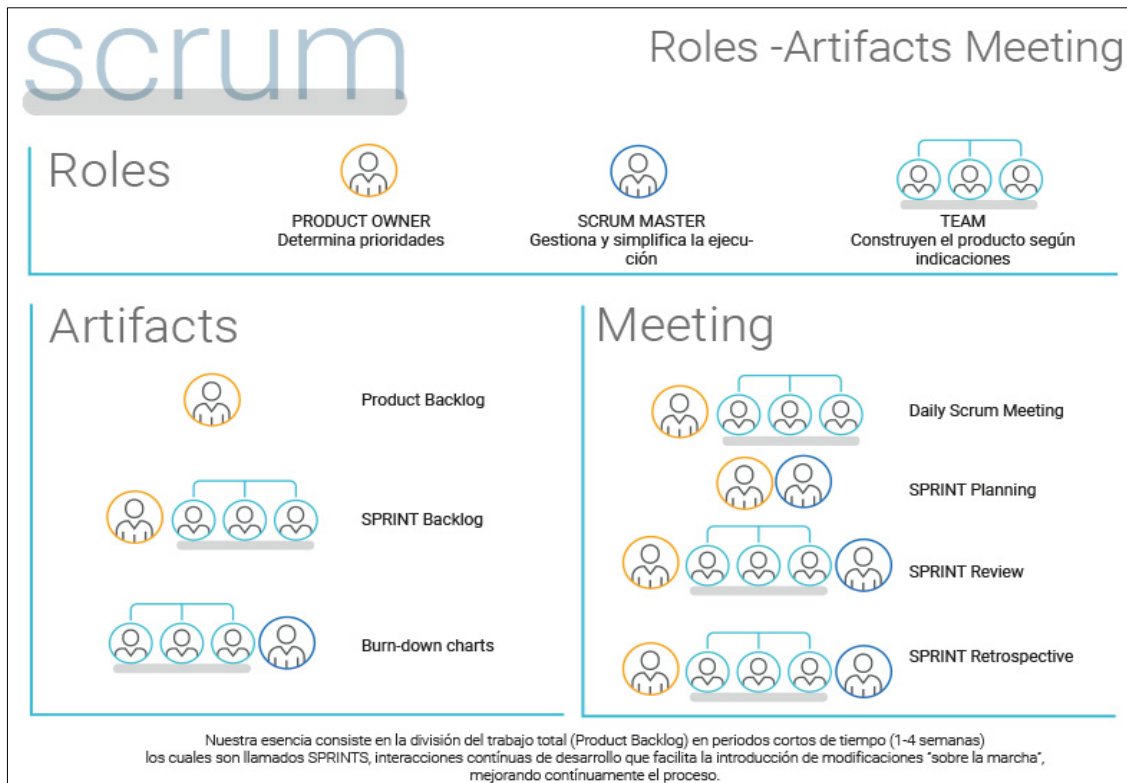 scrum
Roles -Artifacts Meeting
Roles
PRODUCT OWNER
Determina prioridades
SCRUM MASTER
Gestiona y simplifica la ejecu-
ción
TEAM
Construyen el producto según
indicaciones
Artifacts
Product Backlog
SPRINT Backlog
Burn-down charts
Meeting
Daily Scrum Meeting
SPRINT Planning
SPRINT Review
SPRINT Retrospective
Nuestra esencia consiste en la división del trabajo total (Product Backlog) en periodos cortos de tiempo (1-4 semanas)
los cuales son llamados SPRINTS, interacciones contínuas de desarrollo que facilita la introducción de modificaciones "sobre la marcha",
mejorando contínuamente el proceso.